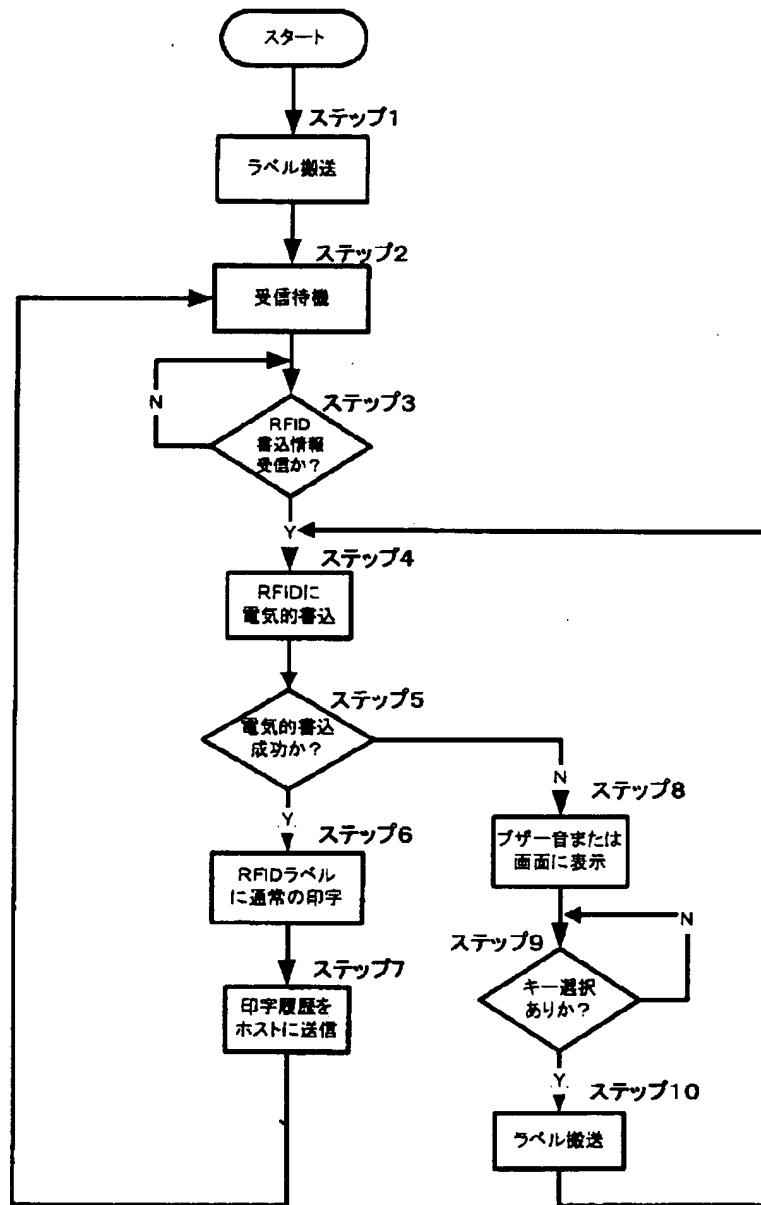 スタート
ステップ1
ラベル搬送
ステップ2
受信待機
N
ステップ3
RFID
書込情報
受信か?
Y
ステップ4
RFIDに
電気的書込
ステップ5
電気的書込
成功か?
N
Y
ステップ8
ステップ6
ブザー音または
画面に表示
RFIDラベル
に通常の印字
N
ステップ9
ステップ7
キー選択
ありか?
印字履歴を
ホストに送信
Y
ステップ10
ラベル搬送